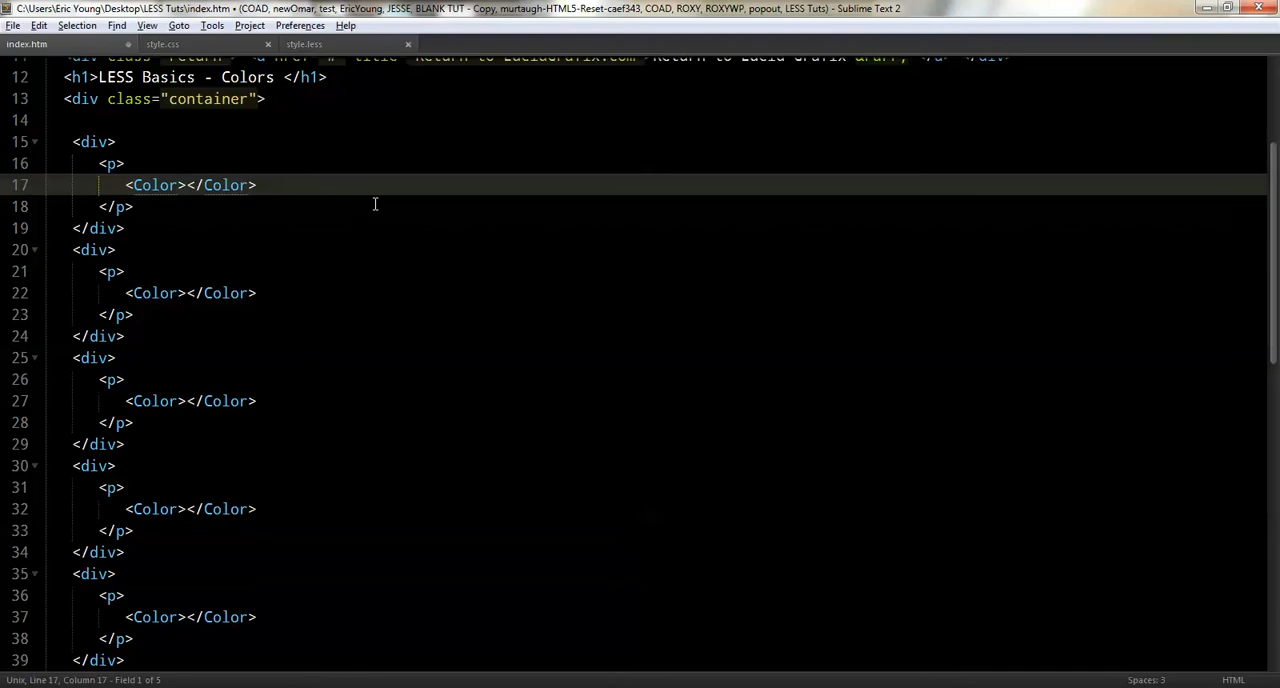 C:\Users\Eric Young\Desktop\LESS Tuts\index.htm • (COAD, newOmar, test, EricYoung, JESSE, BLANK TUT - Copy, murtaugh-HTML5-Reset-caef343, COAD, ROXY, ROXYWP, popout, LESS Tuts) - Sublime Text 2
File Edit Selection Find View Goto Tools Project Preferences Help
index.htm style.css style.less
12 <h1>LESS Basics - Colors </h1>
13 <div class="container">
14
15 <div>
16 <p>
17 <Color></Color>
18 </p>
19 </div>
20 <div>
21 <p>
22 <Color></Color>
23 </p>
24 </div>
25 <div>
26 <p>
27 <Color></Color>
28 </p>
29 </div>
30 <div>
31 <p>
32 <Color></Color>
33 </p>
34 </div>
35 <div>
36 <p>
37 <Color></Color>
38 </p>
39 </div>
Unix, Line 17, Column 17 - Field 1 of 5 Spaces: 3 HTML